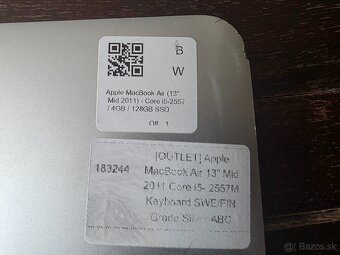 B
W
Apple MacBook Air (13"
Mid 2011) - Core i5-2557
/ 4GB / 128GB SSD
[OUTLET] Apple
183244 MacBook Air 13" Mid
2011 Core i5- 2557M
Keyboard SWE/FIN
Grade Silver ABC
Bazos.sk